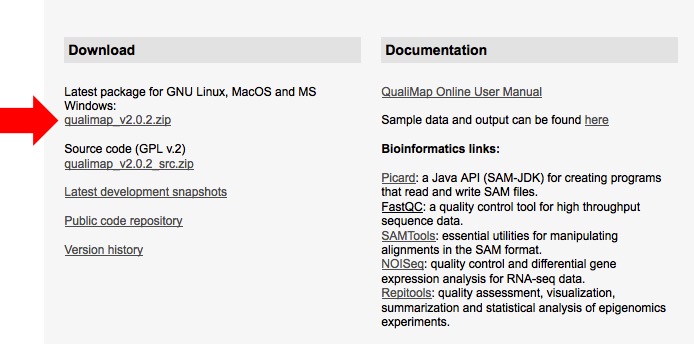 Download
Latest package for GNU Linux, MacOS and MS
Windows:
qualimap_v2.0.2.zip
Source code (GPL v.2)
qualimap_v2.0.2_src.zip
Latest development snapshots
Public code repository
Version history
Documentation
QualiMap Online User Manual
Sample data and output can be found here
Bioinformatics links:
Picard: a Java API (SAM-JDK) for creating programs
that read and write SAM files.
FastQC: a quality control tool for high throughput
sequence data.
SAMTools: essential utilities for manipulating
alignments in the SAM format.
NOISeq: quality control and differential gene
expression analysis for RNA-seq data.
Repitools: quality assessment, visualization,
summarization and statistical analysis of epigenomics
experiments.